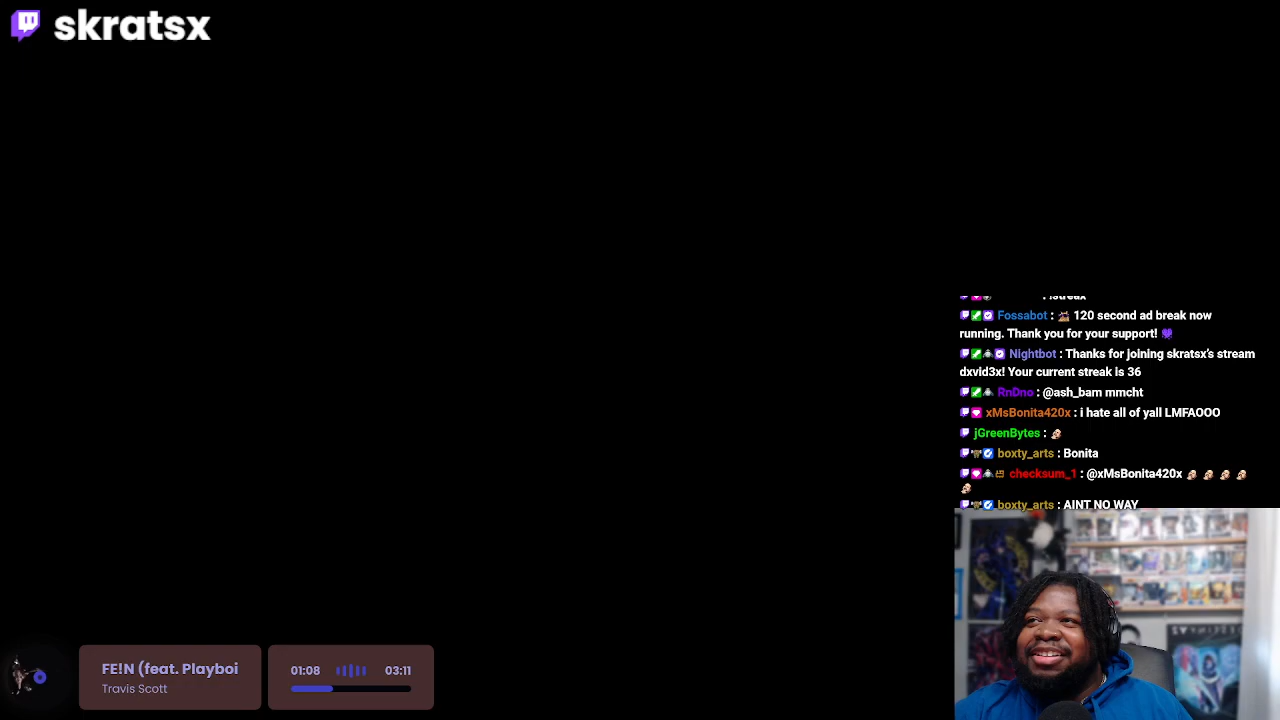 skratsx
: !streax
Fossabot : 120 second ad break now
running. Thank you for your support!
Nightbot : Thanks for joining skratsx's stream
dxvid3x! Your current streak is 36
RnDno : @ash_bam mmcht
xMsBonita420x : i hate all of yall LMFAOOO
jGreenBytes :
boxty_arts : Bonita
checksum_1 : @xMsBonita420x
boxty_arts : AINT NO WAY
FE!N (feat. Playboi
Travis Scott
01:08
03:11